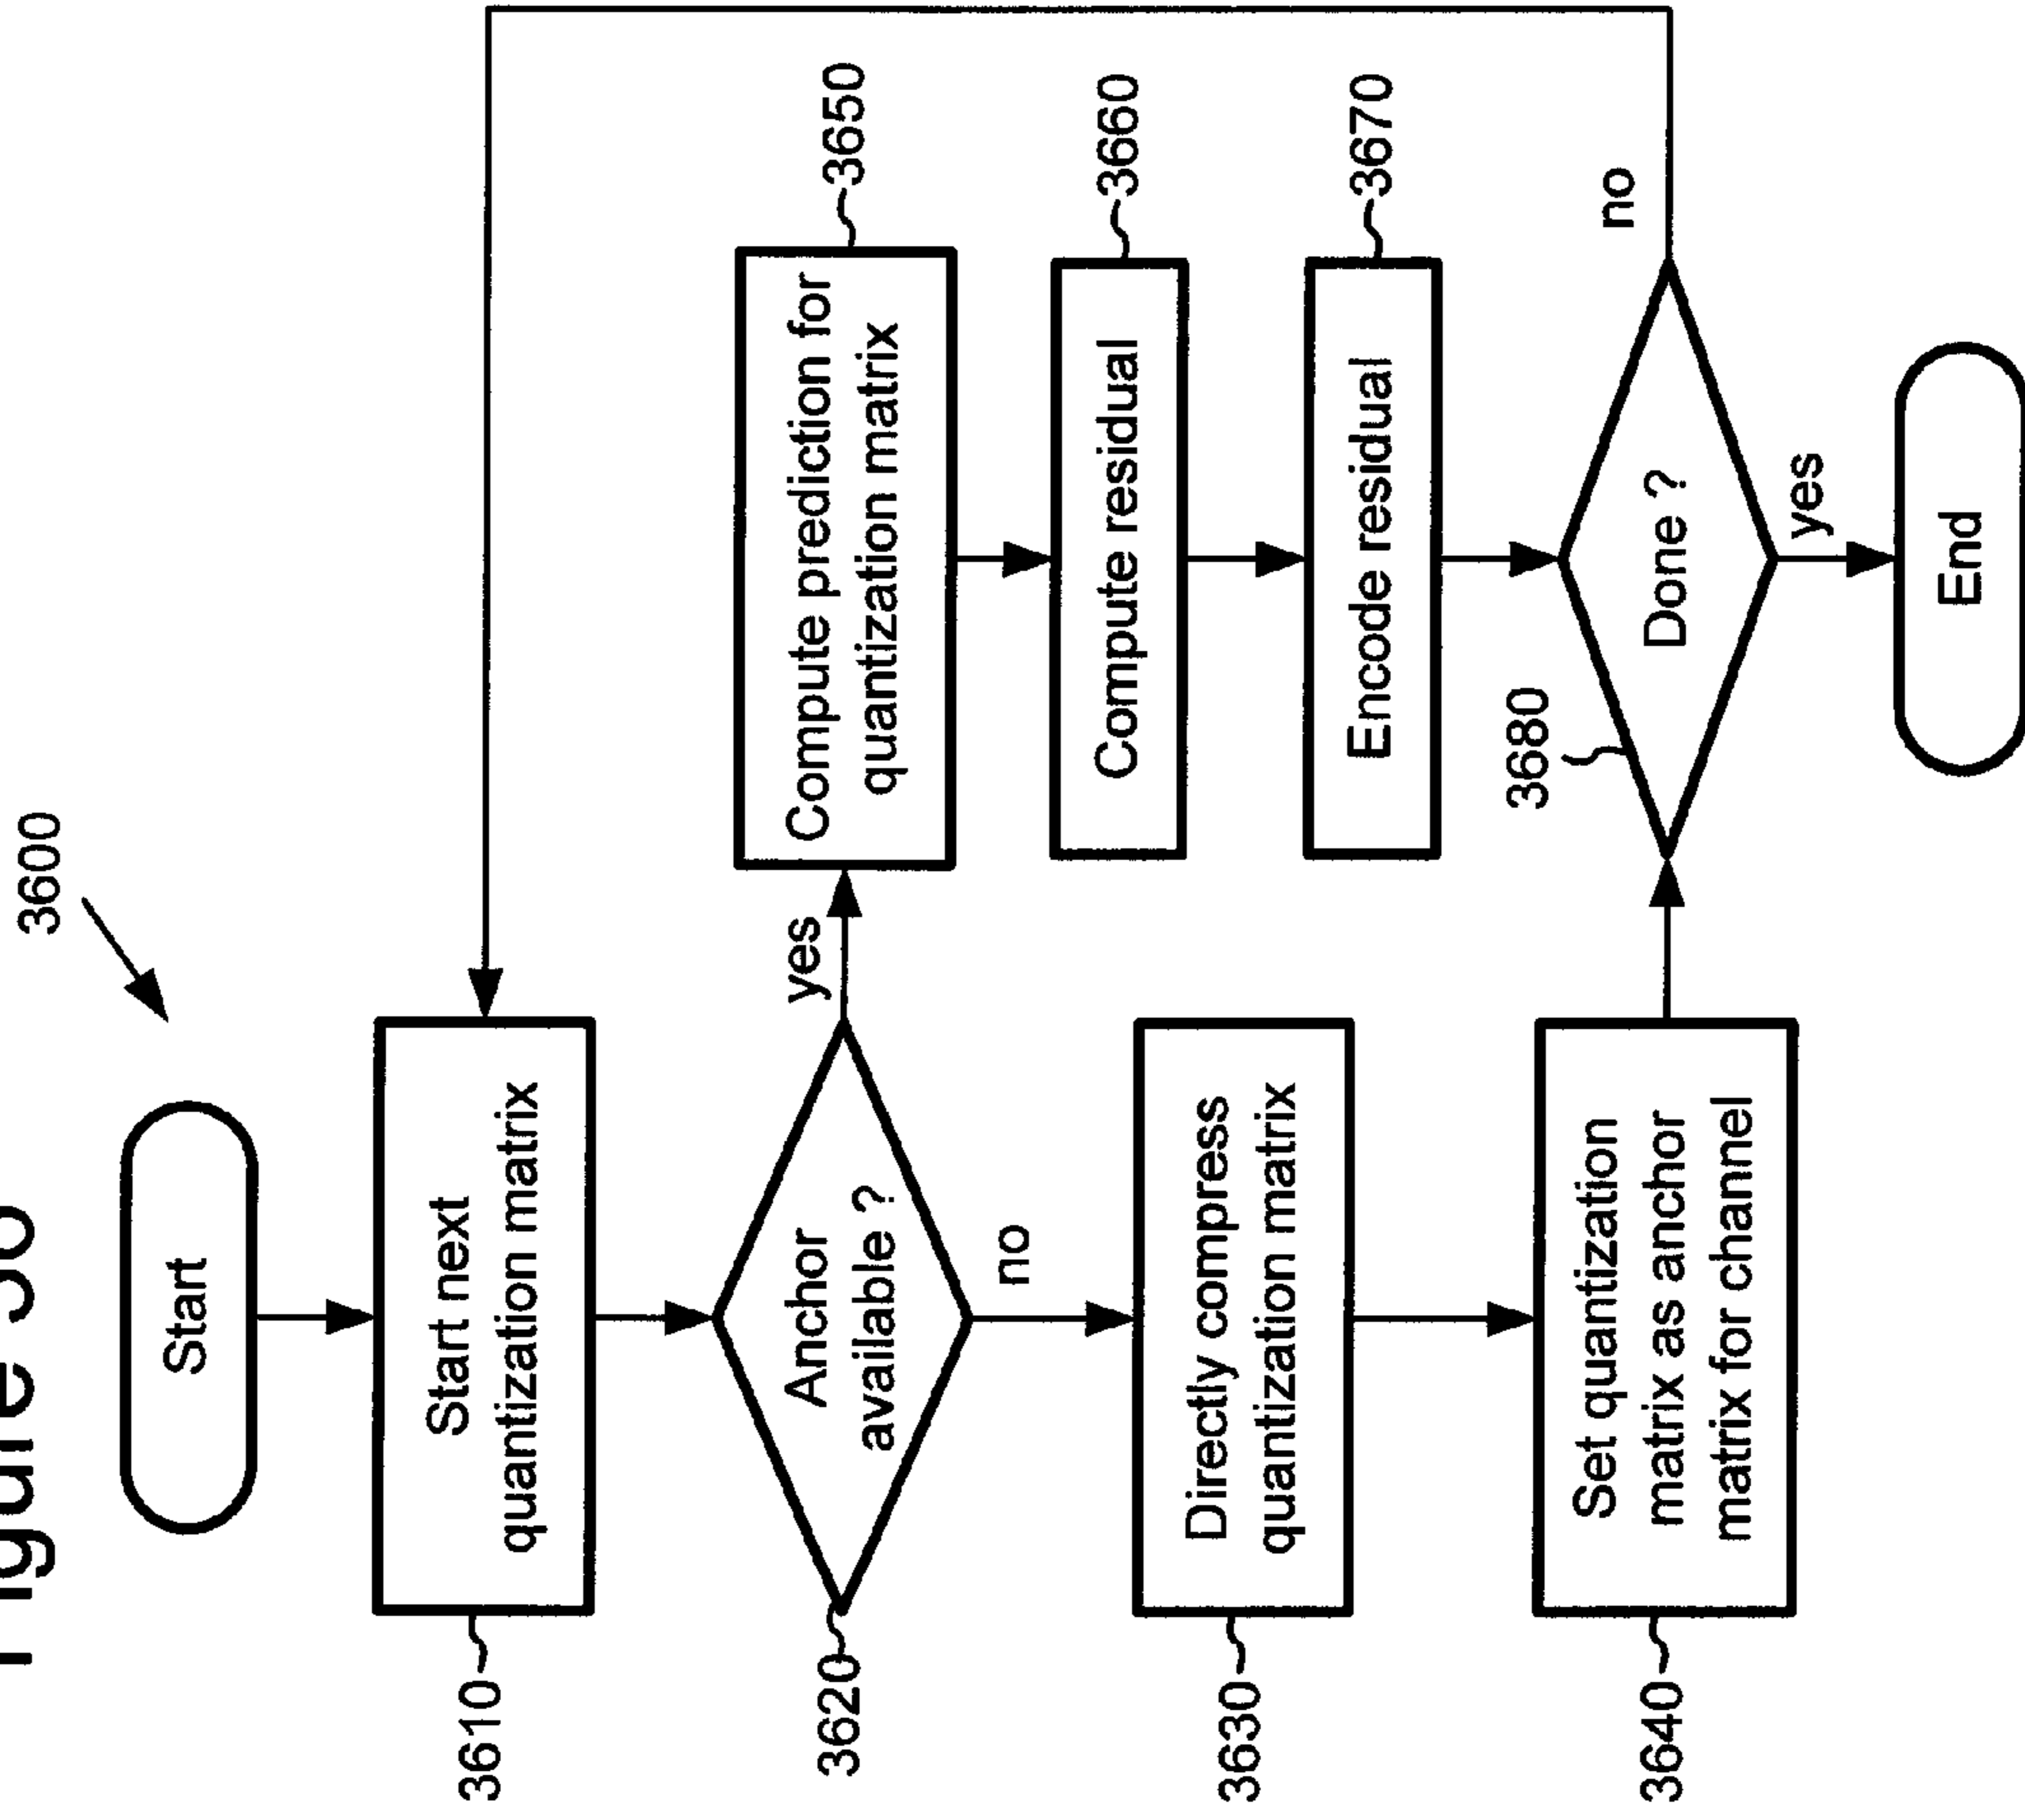 Figure 36
3600
Start
3610
Start next
quantization matrix
3620
Anchor
available ?
yes
no
3630
Directly compress
quantization matrix
3640
Set quantization
matrix as anchor
matrix for channel
Compute prediction for
quantization matrix
3650
Compute residual
3660
Encode residual
3670
3680
Done ?
no
yes
End